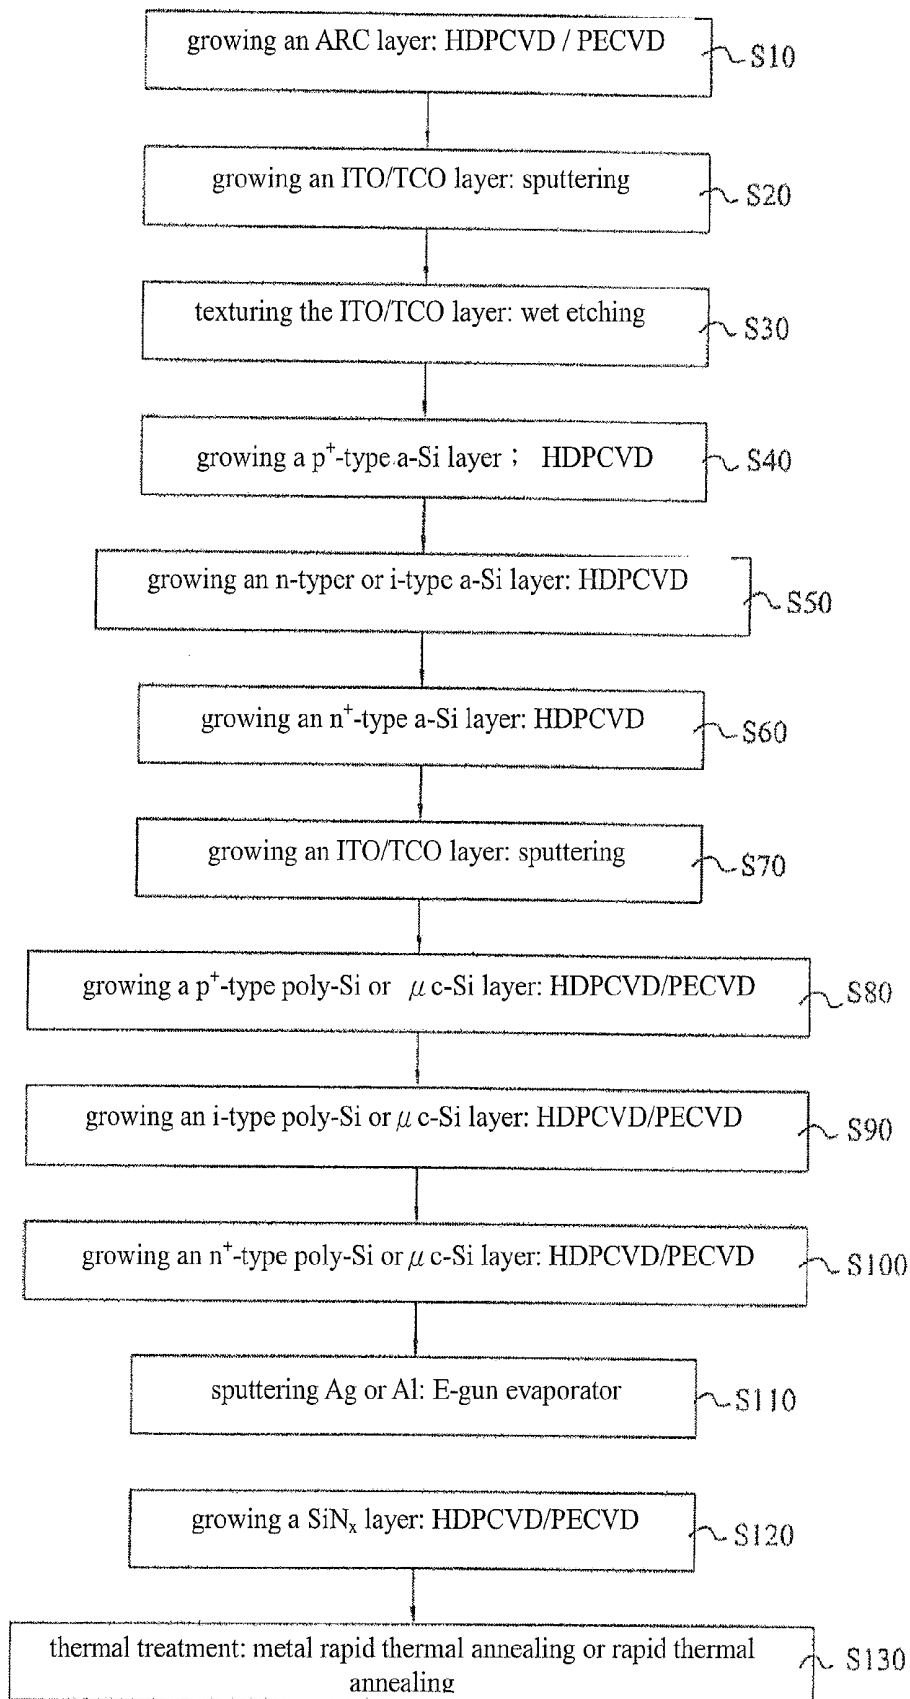 growing an ARC layer: HDPCVD / PECVD
S10
growing an ITO/TCO layer: sputtering
S20
texturing the ITO/TCO layer: wet etching
S30
growing a p⁺-type a-Si layer； HDPCVD
S40
growing an n-typer or i-type a-Si layer: HDPCVD
S50
growing an n⁺-type a-Si layer: HDPCVD
S60
growing an ITO/TCO layer: sputtering
S70
growing a p⁺-type poly-Si or μ c-Si layer: HDPCVD/PECVD
S80
growing an i-type poly-Si or μ c-Si layer: HDPCVD/PECVD
S90
growing an n⁺-type poly-Si or μ c-Si layer: HDPCVD/PECVD
S100
sputtering Ag or Al: E-gun evaporator
S110
growing a SiNₓ layer: HDPCVD/PECVD
S120
thermal treatment: metal rapid thermal annealing or rapid thermal
annealing
S130